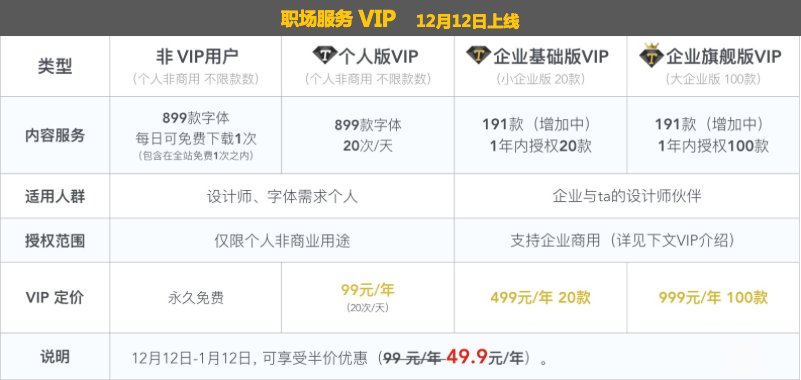 职场服务 VIP 12月12日上线
类型
非 VIP用户
(个人非商用 不限款数)
个人版VIP
(个人非商用 不限款数)
企业基础版VIP
(小企业版 20款)
企业旗舰版VIP
(大企业版 100款)
内容服务
899款字体
每日可免费下载1次
(包含在全站免费1次之内)
899款字体
20次/天
191款（增加中）
1年内授权20款
191款（增加中）
1年内授权100款
适用人群
设计师、字体需求个人
企业与ta的设计师伙伴
授权范围
仅限个人非商业用途
支持企业商用（详见下文VIP介绍）
VIP 定价
永久免费
99元/年
(20次/天)
499元/年 20款
999元/年 100款
说明
12月12日-1月12日, 可享受半价优惠（99 元/年 49.9元/年）。